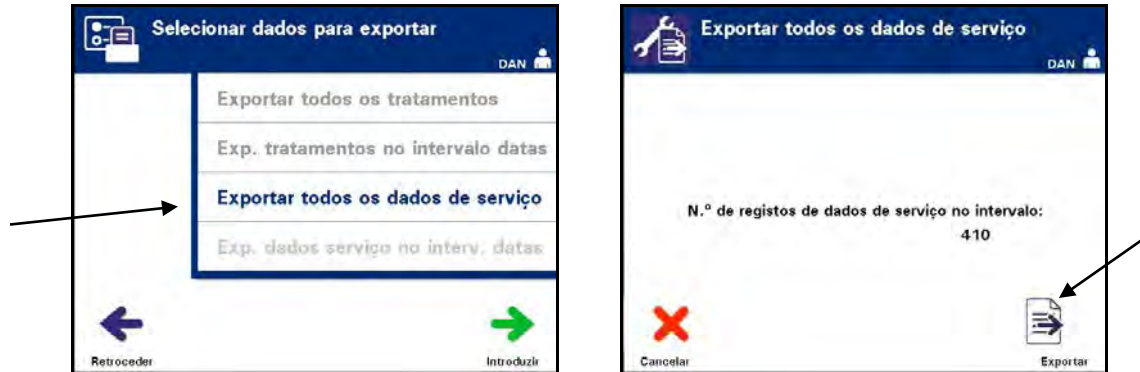 Selecionar dados para exportar
DAN
Exportar todos os tratamentos
Exp. tratamentos no intervalo datas
Exportar todos os dados de serviço
Exp. dados serviço no interv. datas
Retroceder
Introduzir
Exportar todos os dados de serviço
DAN
N.º de registos de dados de serviço no intervalo:
410
Cancelar
Exportar